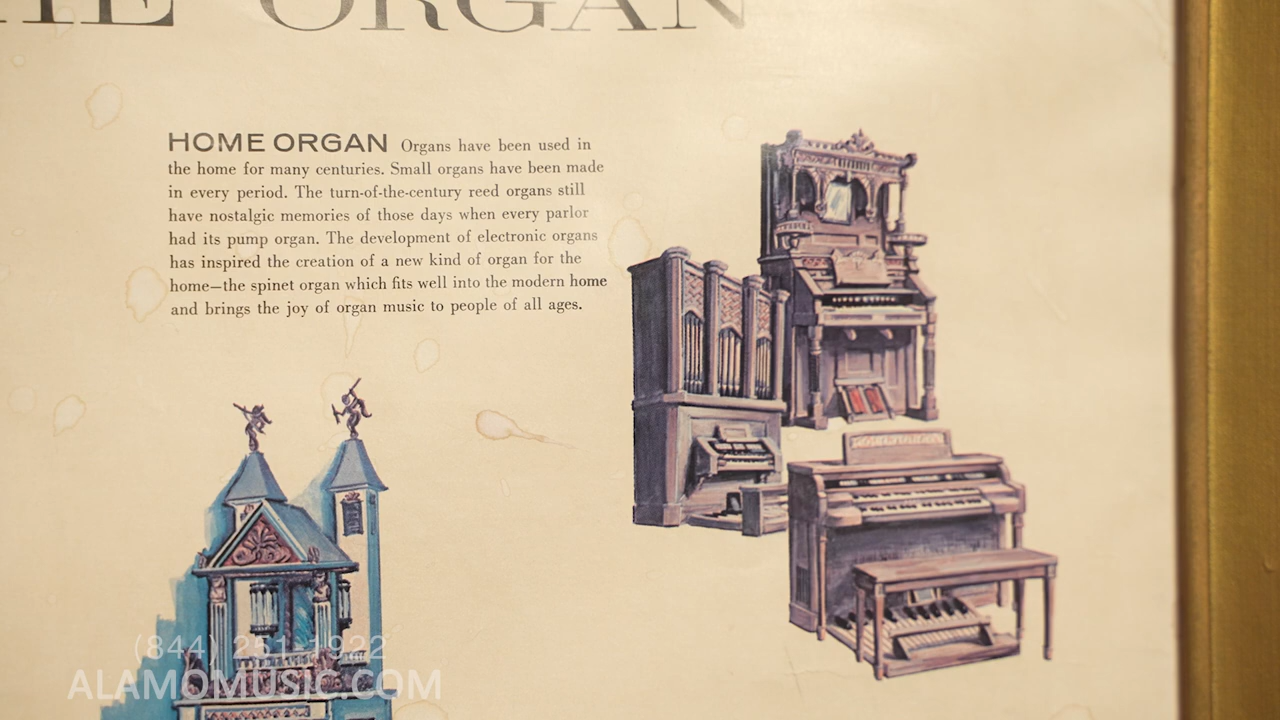 ORGAN
HOME ORGAN Organs have been used in
the home for many centuries. Small organs have been made
in every period. The turn-of-the-century reed organs still
have nostalgic memories of those days when every parlor
had its pump organ. The development of electronic organs
has inspired the creation of a new kind of organ for the
home—the spinet organ which fits well into the modern home
and brings the joy of organ music to people of all ages.
(844) 251-1922
ALAMOMUSIC.COM